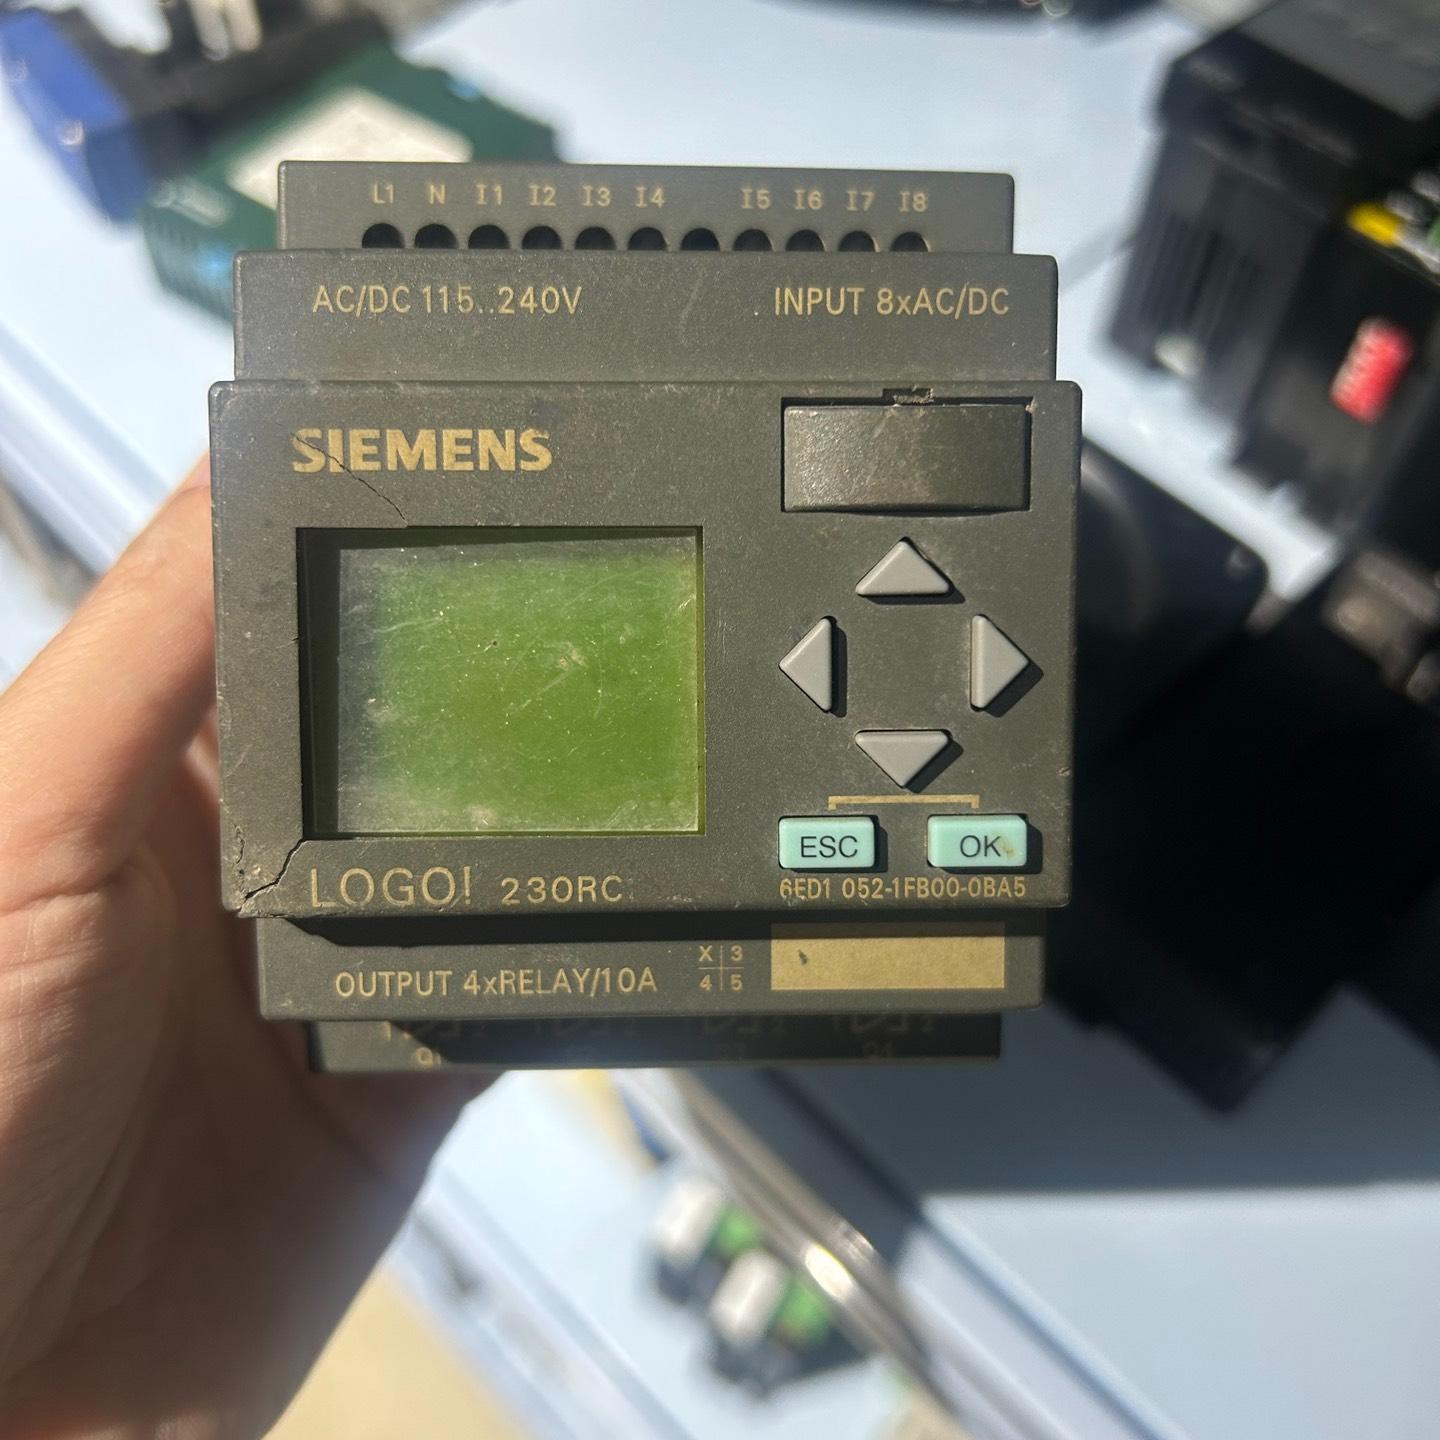 L1 N I1 I2 I3 I4 I5 I6 I7 I8
AC/DC 115..240V INPUT 8xAC/DC
SIEMENS
ESC OK
LOGO! 230RC
6ED1 052-1FB00-0BA5
OUTPUT 4xRELAY/10A
X 3
4 5
Q1